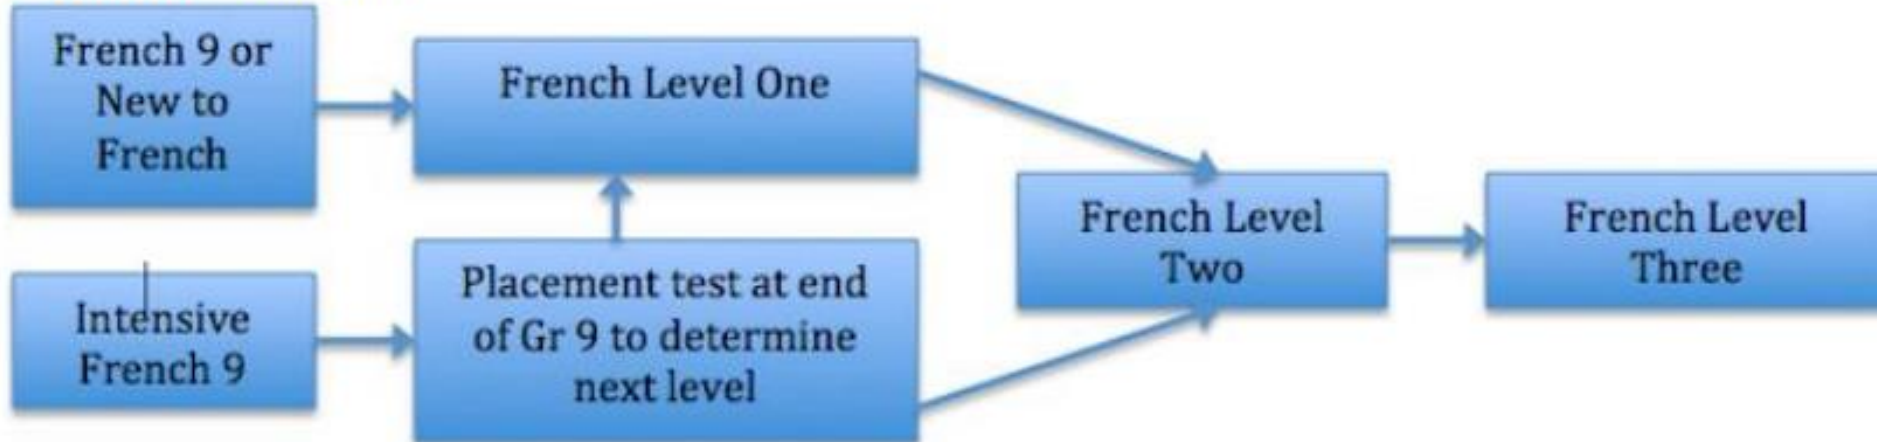 French 9 or
New to
French
French Level One
Intensive
French 9
Placement test at end
of Gr 9 to determine
next level
French Level
Two
French Level
Three